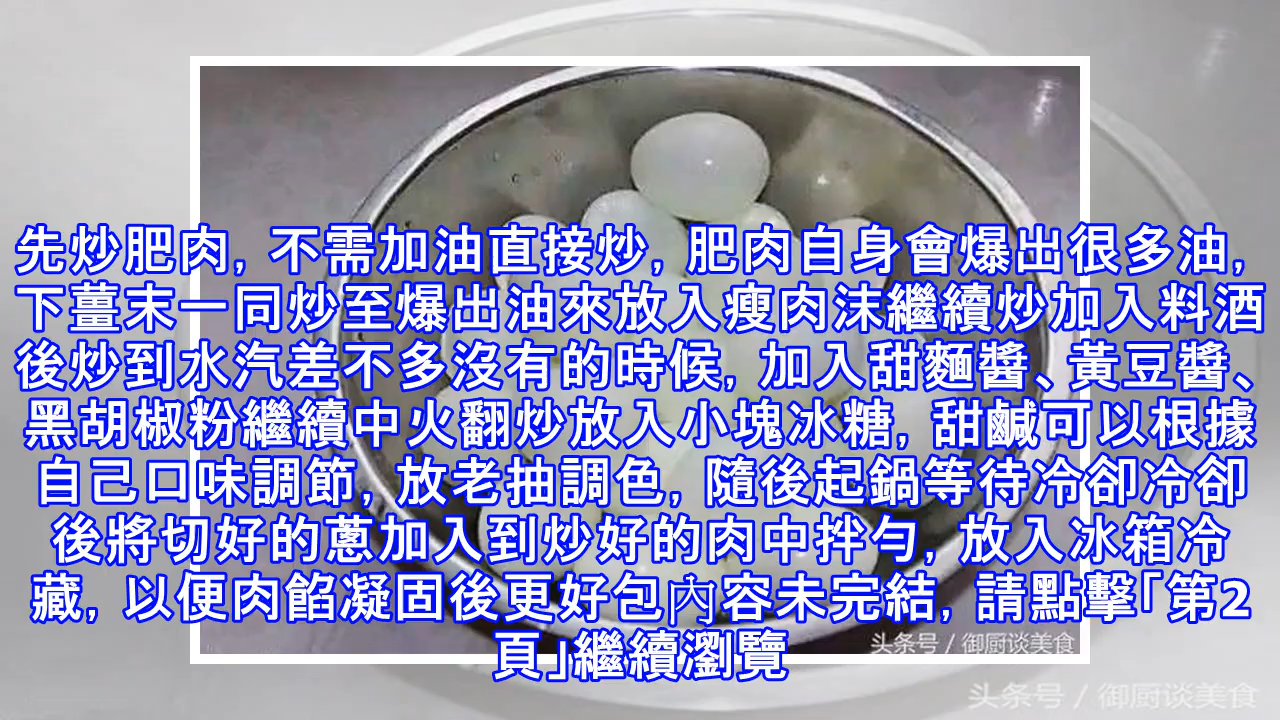 先炒肥肉, 不需加油直接炒, 肥肉自身會爆出很多油,
下薑末一同炒至爆出油來放入瘦肉沫繼續炒加入料酒
後炒到水汽差不多沒有的時候, 加入甜麵醬、黃豆醬、
黑胡椒粉繼續中火翻炒放入小塊冰糖, 甜鹹可以根據
自己口味調節, 放老抽調色, 隨後起鍋等待冷卻冷卻
後將切好的蔥加入到炒好的肉中拌勻, 放入冰箱冷
藏, 以便肉餡凝固後更好包內容未完結, 請點擊「第2
頁」繼續瀏覽
头条号 / 御厨谈美食
头条号 / 御厨谈美食